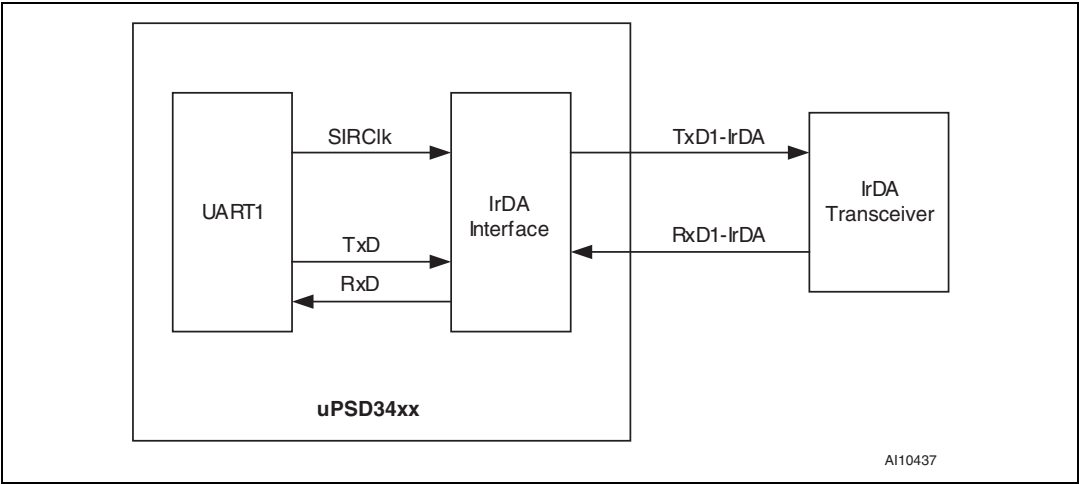 SIRClk
TxD1-IrDA
UART1
IrDA
Interface
IrDA
Transceiver
TxD
RxD1-IrDA
RxD
uPSD34xx
AI10437